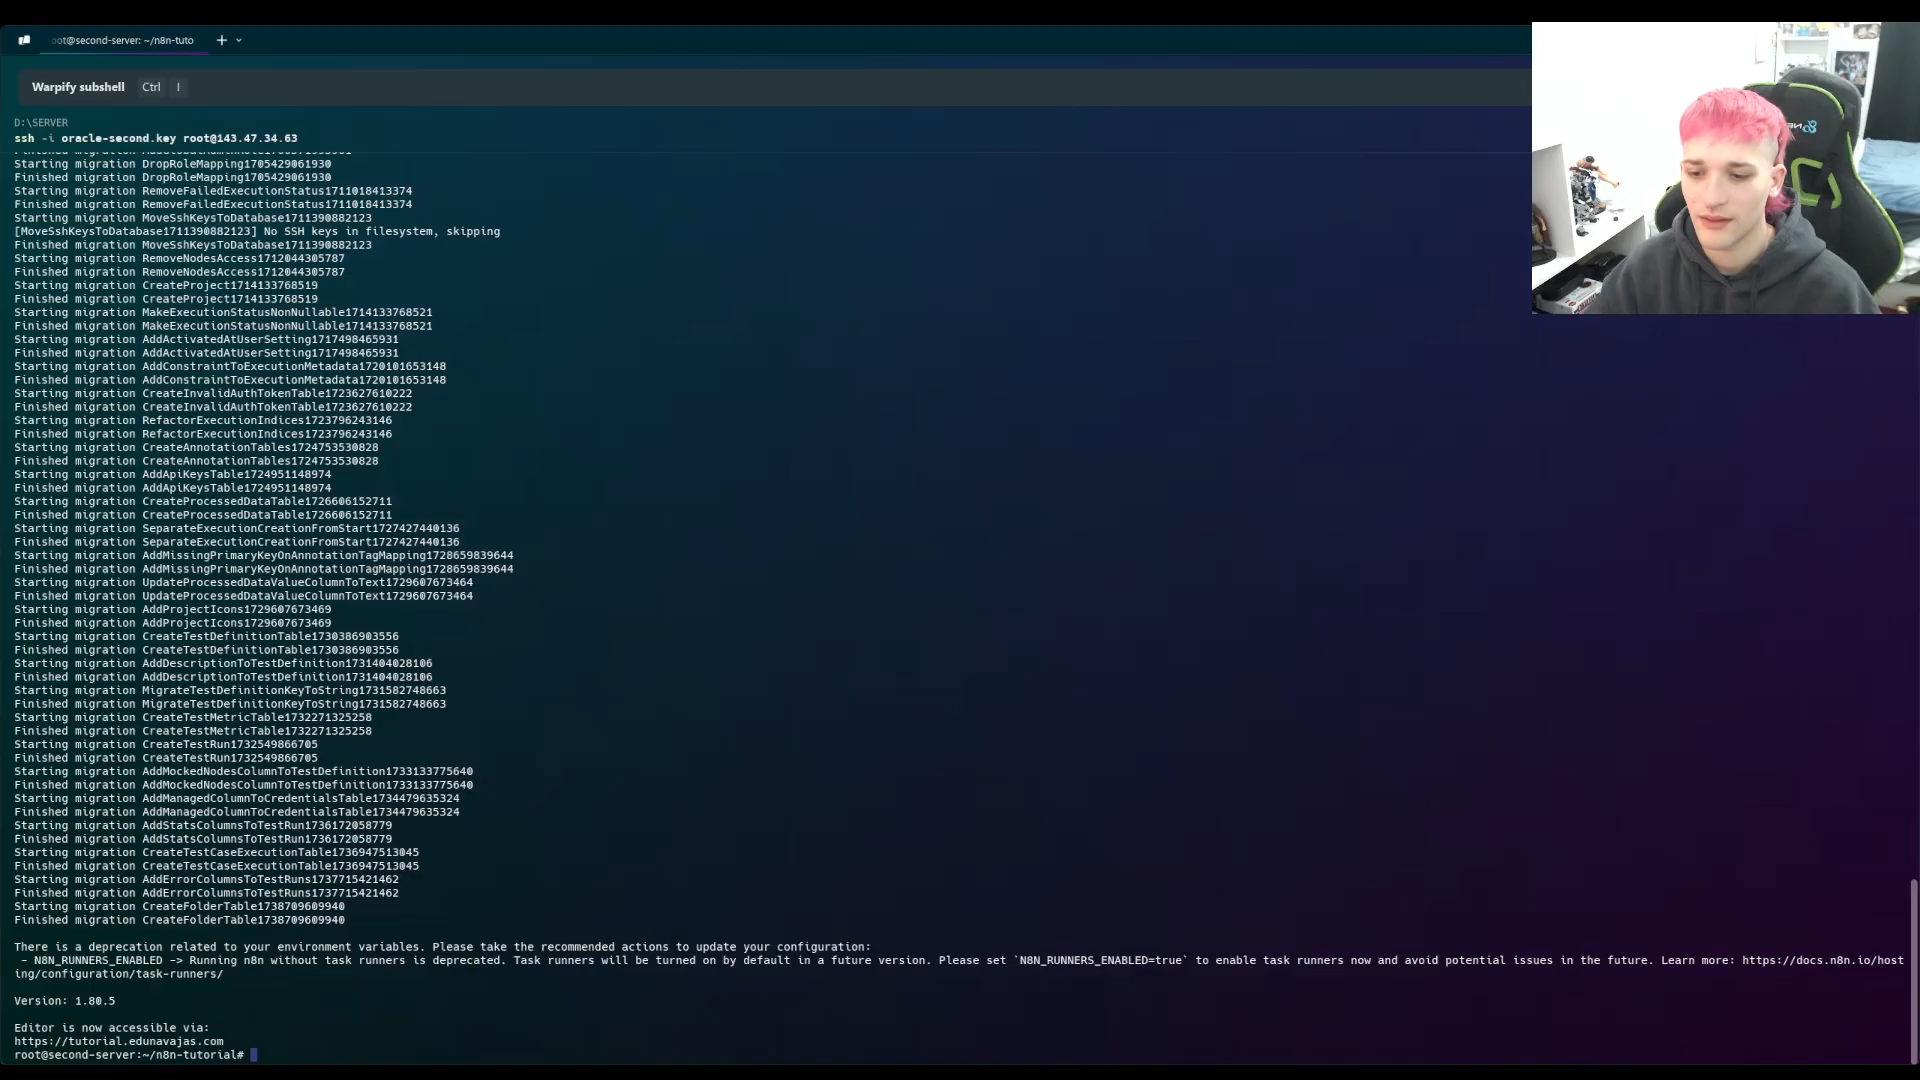 root@second-server: ~/n8n-tuto
Warpify subshell Ctrl I
D:\SERVER
ssh -i oracle-second.key root@143.47.34.63
Starting migration DropRoleMapping1705429061930
Finished migration DropRoleMapping1705429061930
Starting migration RemoveFailedExecutionStatus1711018413374
Finished migration RemoveFailedExecutionStatus1711018413374
Starting migration MoveSshKeysToDatabase1711390882123
[MoveSshKeysToDatabase1711390882123] No SSH keys in filesystem, skipping
Finished migration MoveSshKeysToDatabase1711390882123
Starting migration RemoveNodesAccess1712044305787
Finished migration RemoveNodesAccess1712044305787
Starting migration CreateProject1714133768519
Finished migration CreateProject1714133768519
Starting migration MakeExecutionStatusNonNullable1714133768521
Finished migration MakeExecutionStatusNonNullable1714133768521
Starting migration AddActivatedAtUserSetting1717498465931
Finished migration AddActivatedAtUserSetting1717498465931
Starting migration AddConstraintToExecutionMetadata1720101653148
Finished migration AddConstraintToExecutionMetadata1720101653148
Starting migration CreateInvalidAuthTokenTable1723627610222
Finished migration CreateInvalidAuthTokenTable1723627610222
Starting migration RefactorExecutionIndices1723796243146
Finished migration RefactorExecutionIndices1723796243146
Starting migration CreateAnnotationTables1724753530828
Finished migration CreateAnnotationTables1724753530828
Starting migration AddApiKeysTable1724951148974
Finished migration AddApiKeysTable1724951148974
Starting migration CreateProcessedDataTable1726606152711
Finished migration CreateProcessedDataTable1726606152711
Starting migration SeparateExecutionCreationFromStart1727427440136
Finished migration SeparateExecutionCreationFromStart1727427440136
Starting migration AddMissingPrimaryKeyOnAnnotationTagMapping1728659839644
Finished migration AddMissingPrimaryKeyOnAnnotationTagMapping1728659839644
Starting migration UpdateProcessedDataValueColumnToText1729607673464
Finished migration UpdateProcessedDataValueColumnToText1729607673464
Starting migration AddProjectIcons1729607673469
Finished migration AddProjectIcons1729607673469
Starting migration CreateTestDefinitionTable1730386903556
Finished migration CreateTestDefinitionTable1730386903556
Starting migration AddDescriptionToTestDefinition1731404028106
Finished migration AddDescriptionToTestDefinition1731404028106
Starting migration MigrateTestDefinitionKeyToString1731582748663
Finished migration MigrateTestDefinitionKeyToString1731582748663
Starting migration CreateTestMetricTable1732271325258
Finished migration CreateTestMetricTable1732271325258
Starting migration CreateTestRun1732549866705
Finished migration CreateTestRun1732549866705
Starting migration AddMockedNodesColumnToTestDefinition1733133775640
Finished migration AddMockedNodesColumnToTestDefinition1733133775640
Starting migration AddManagedColumnToCredentialsTable1734479635324
Finished migration AddManagedColumnToCredentialsTable1734479635324
Starting migration AddStatsColumnsToTestRun1736172058779
Finished migration AddStatsColumnsToTestRun1736172058779
Starting migration CreateTestCaseExecutionTable1736947513045
Finished migration CreateTestCaseExecutionTable1736947513045
Starting migration AddErrorColumnsToTestRuns1737715421462
Finished migration AddErrorColumnsToTestRuns1737715421462
Starting migration CreateFolderTable1738709609940
Finished migration CreateFolderTable1738709609940
There is a deprecation related to your environment variables. Please take the recommended actions to update your configuration:
- N8N_RUNNERS_ENABLED -> Running n8n without task runners is deprecated. Task runners will be turned on by default in a future version. Please set `N8N_RUNNERS_ENABLED=true` to enable task runners now and avoid potential issues in the future. Learn more: https://docs.n8n.io/host
ing/configuration/task-runners/
Version: 1.80.5
Editor is now accessible via:
https://tutorial.edunavajas.com
root@second-server:~/n8n-tutorial#